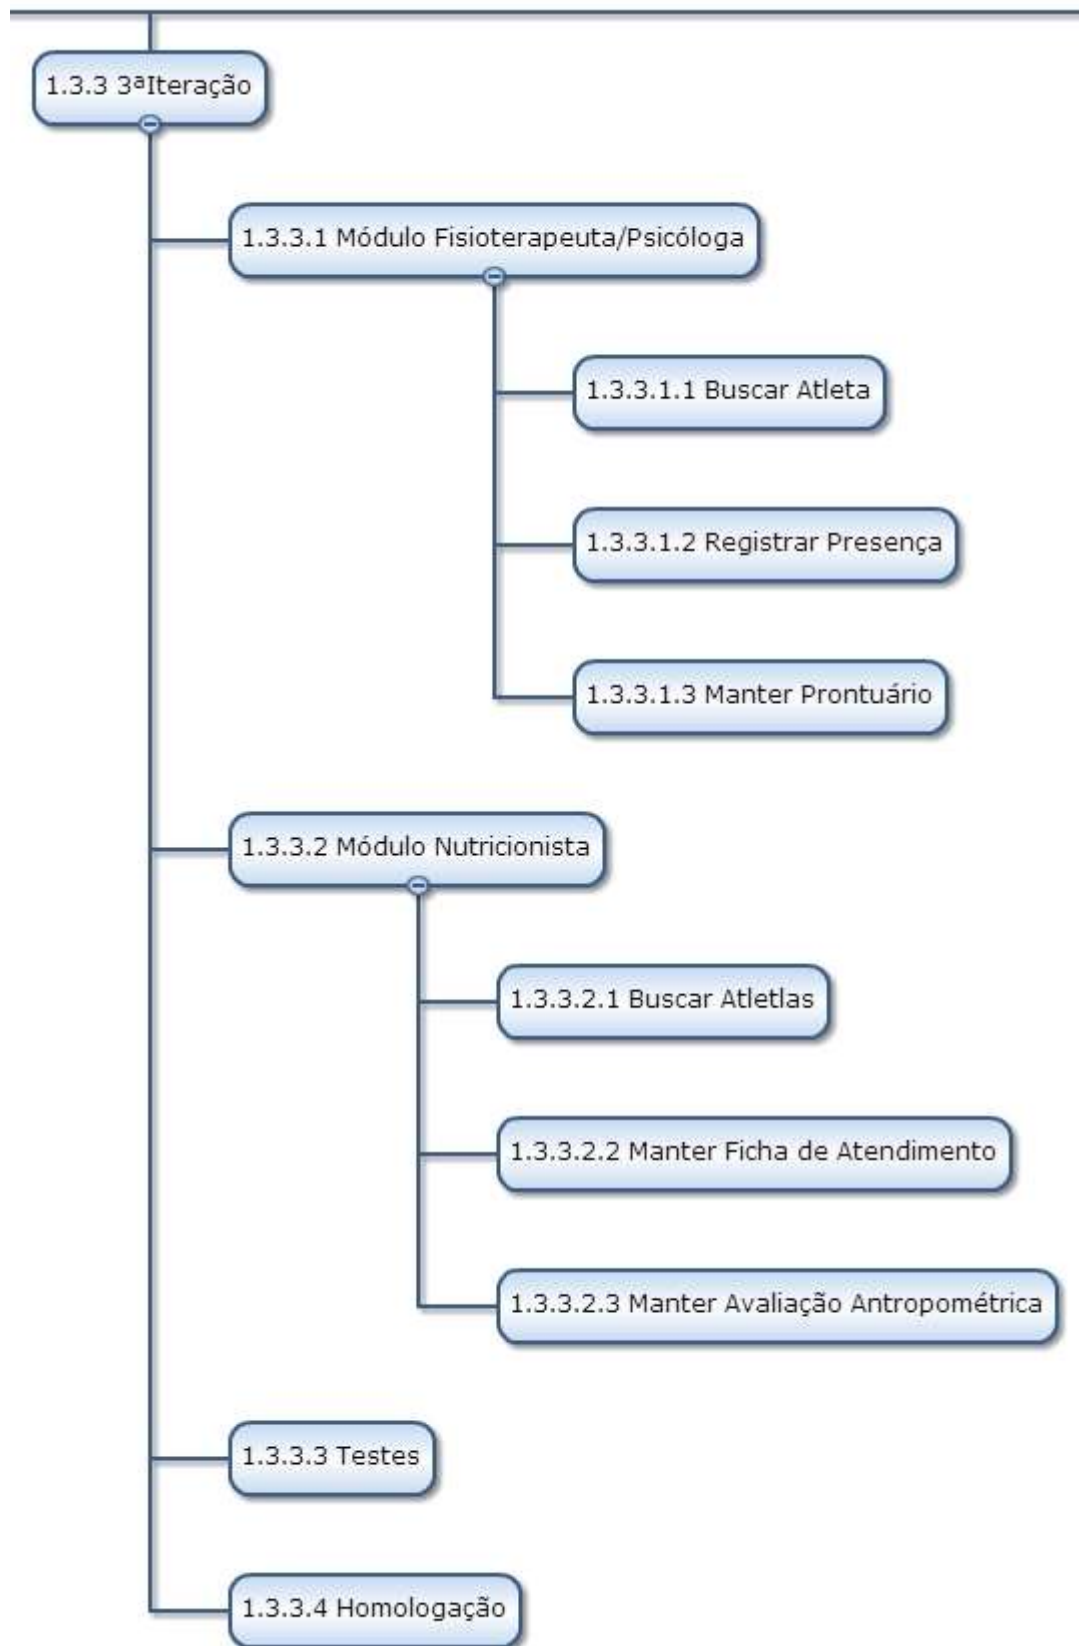 1.3.3 3ªIteração
1.3.3.1 Módulo Fisioterapeuta/Psicóloga
1.3.3.1.1 Buscar Atleta
1.3.3.1.2 Registrar Presença
1.3.3.1.3 Manter Prontuário
1.3.3.2 Módulo Nutricionista
1.3.3.2.1 Buscar Atletlas
1.3.3.2.2 Manter Ficha de Atendimento
1.3.3.2.3 Manter Avaliação Antropométrica
1.3.3.3 Testes
1.3.3.4 Homologação